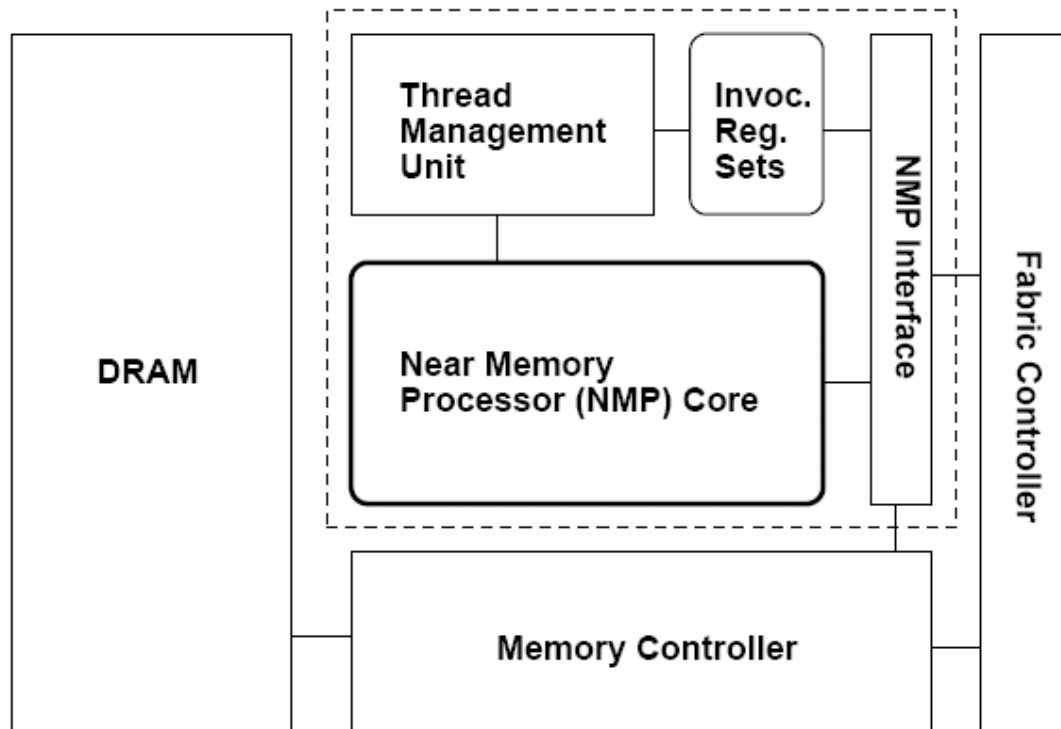 Thread
Management
Unit
Invoc.
Reg.
Sets
NMP Interface
Fabric Controller
DRAM
Near Memory
Processor (NMP) Core
Memory Controller